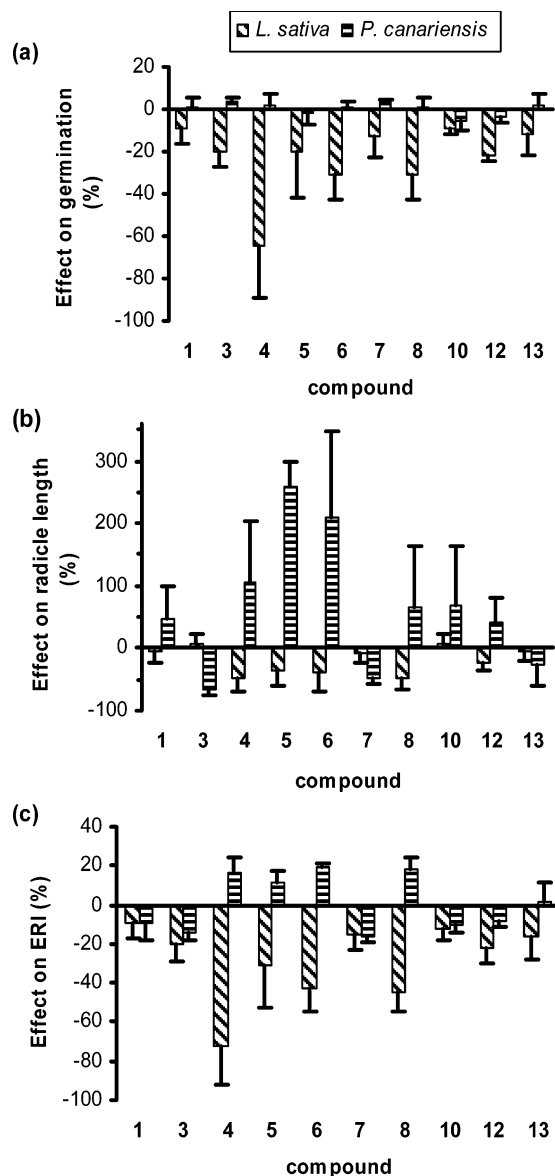 L. sativa P. canariensis
(a)
Effect on germination
(%)
20
0
-20
-40
-60
-80
-100
1 3 4 5 6 7 8 10 12 13
compound
(b)
Effect on radicle length
(%)
300
200
100
0
-100
1 3 4 5 6 7 8 10 12 13
compound
(c)
Effect on ERI (%)
40
20
0
-20
-40
-60
-80
-100
1 3 4 5 6 7 8 10 12 13
compound